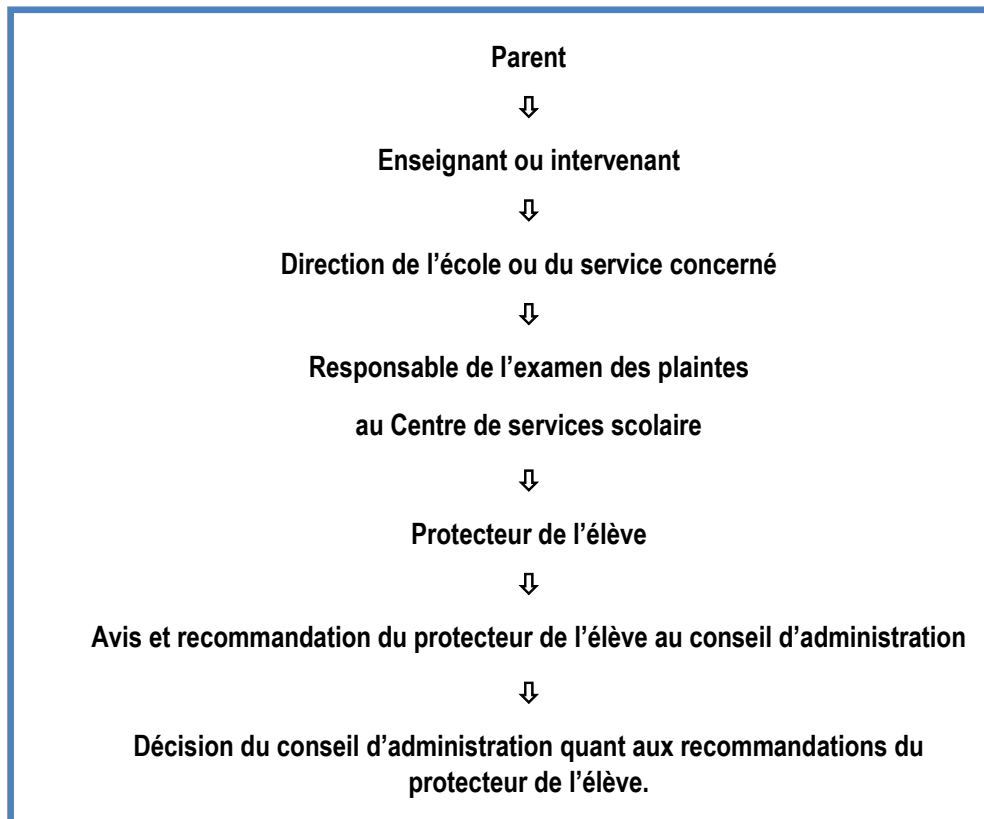 Parent
⇩
Enseignant ou intervenant
⇩
Direction de l’école ou du service concerné
⇩
Responsable de l’examen des plaintes
au Centre de services scolaire
⇩
Protecteur de l’élève
⇩
Avis et recommandation du protecteur de l’élève au conseil d’administration
⇩
Décision du conseil d’administration quant aux recommandations du
protecteur de l’élève.